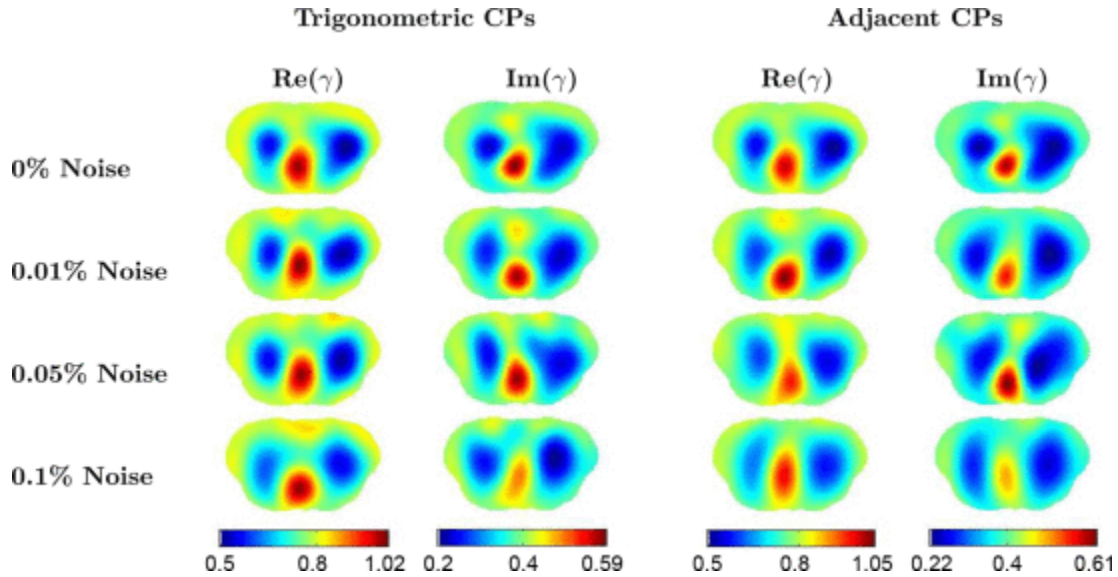 Trigonometric CPs Adjacent CPs
Re(γ) Im(γ) Re(γ) Im(γ)
0% Noise
0.01% Noise
0.05% Noise
0.1% Noise
0.5 0.8 1.02 0.2 0.4 0.59 0.5 0.8 1.05 0.22 0.4 0.61